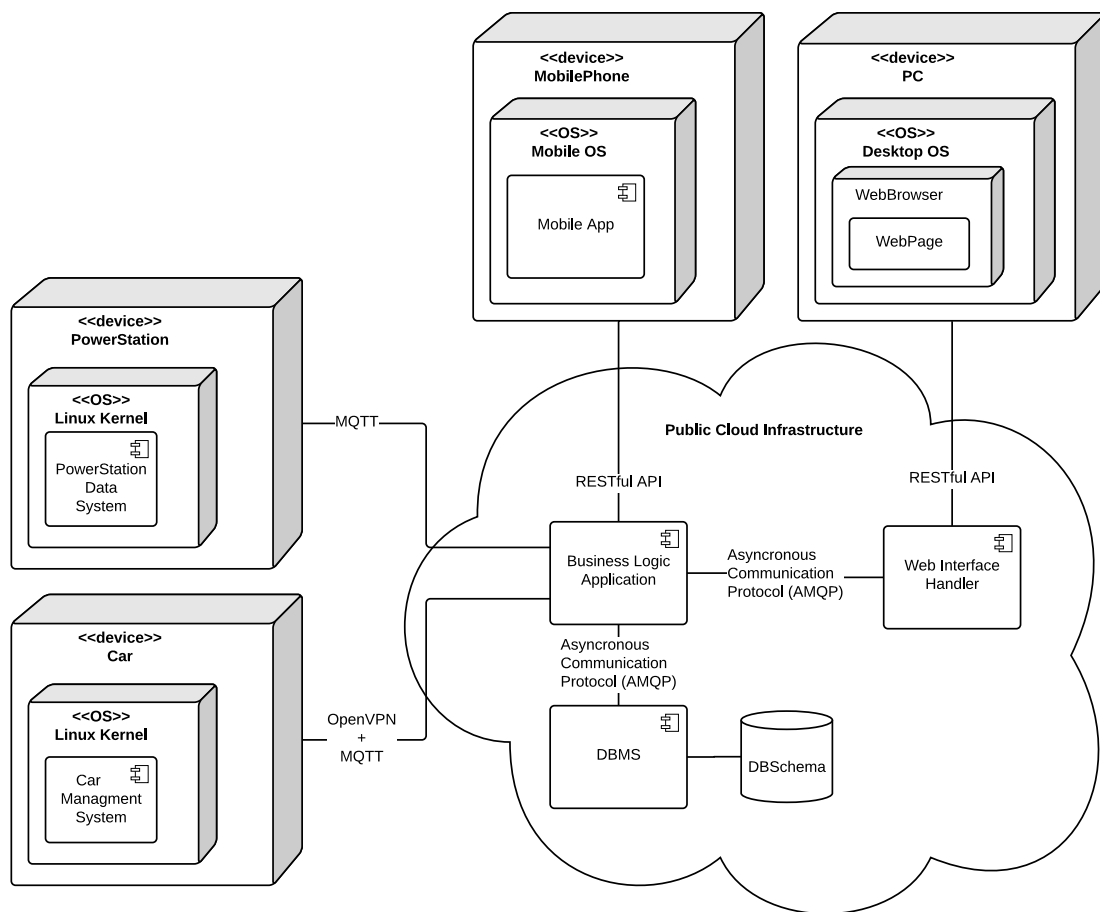 <<device>>
MobilePhone
<<OS>>
Mobile OS
Mobile App
<<device>>
PC
<<OS>>
Desktop OS
WebBrowser
WebPage
<<device>>
PowerStation
<<OS>>
Linux Kernel
PowerStation
Data
System
MQTT
Public Cloud Infrastructure
RESTful API
RESTful API
Business Logic
Application
Asyncronous
Communication
Protocol (AMQP)
Web Interface
Handler
<<device>>
Car
<<OS>>
Linux Kernel
Car
Managment
System
OpenVPN
+
MQTT
Asyncronous
Communication
Protocol (AMQP)
DBMS
DBSchema